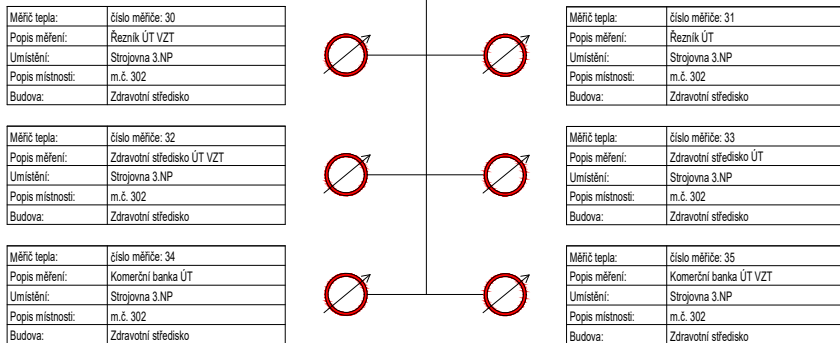 Měřič tepla: číslo měřiče: 30
Popis měření: Řezník ÚT VZT
Umístění: Strojovna 3.NP
Popis místnosti: m.č. 302
Budova: Zdravotní středisko
Měřič tepla: číslo měřiče: 31
Popis měření: Řezník ÚT
Umístění: Strojovna 3.NP
Popis místnosti: m.č. 302
Budova: Zdravotní středisko
Měřič tepla: číslo měřiče: 32
Popis měření: Zdravotní středisko ÚT VZT
Umístění: Strojovna 3.NP
Popis místnosti: m.č. 302
Budova: Zdravotní středisko
Měřič tepla: číslo měřiče: 33
Popis měření: Zdravotní středisko ÚT
Umístění: Strojovna 3.NP
Popis místnosti: m.č. 302
Budova: Zdravotní středisko
Měřič tepla: číslo měřiče: 34
Popis měření: Komerční banka ÚT
Umístění: Strojovna 3.NP
Popis místnosti: m.č. 302
Budova: Zdravotní středisko
Měřič tepla: číslo měřiče: 35
Popis měření: Komerční banka ÚT VZT
Umístění: Strojovna 3.NP
Popis místnosti: m.č. 302
Budova: Zdravotní středisko